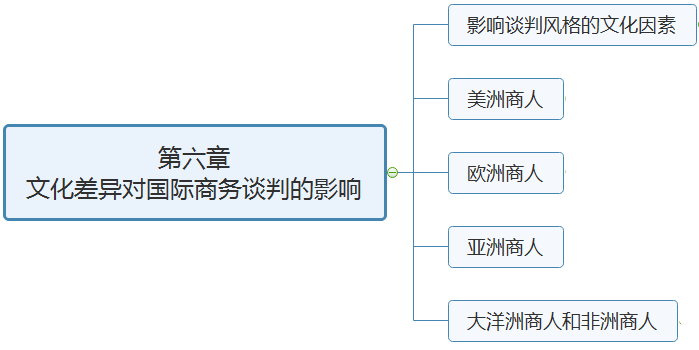 第六章
文化差异对国际商务谈判的影响
影响谈判风格的文化因素
美洲商人
欧洲商人
亚洲商人
大洋洲商人和非洲商人